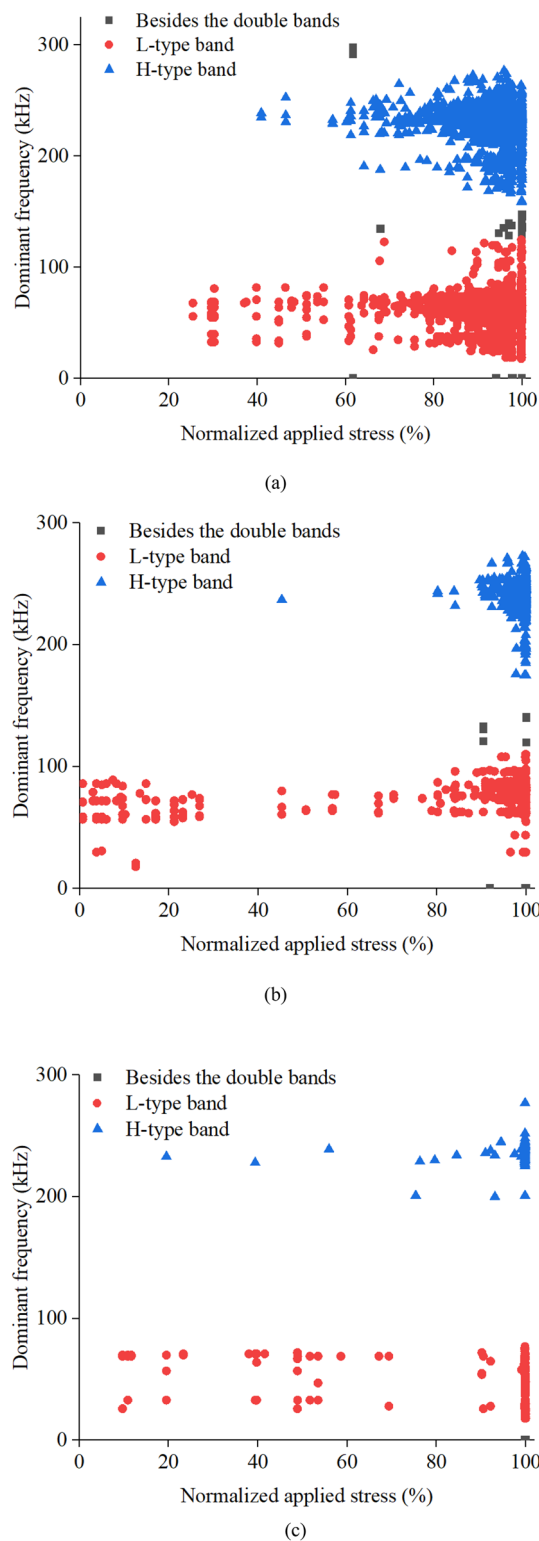 Besides the double bands
L-type band
H-type band
300
200
100
0
Dominant frequency (kHz)
0 20 40 60 80 100
Normalized applied stress (%)
(a)
Besides the double bands
L-type band
H-type band
300
200
100
0
Dominant frequency (kHz)
0 20 40 60 80 100
Normalized applied stress (%)
(b)
Besides the double bands
L-type band
H-type band
300
200
100
0
Dominant frequency (kHz)
0 20 40 60 80 100
Normalized applied stress (%)
(c)